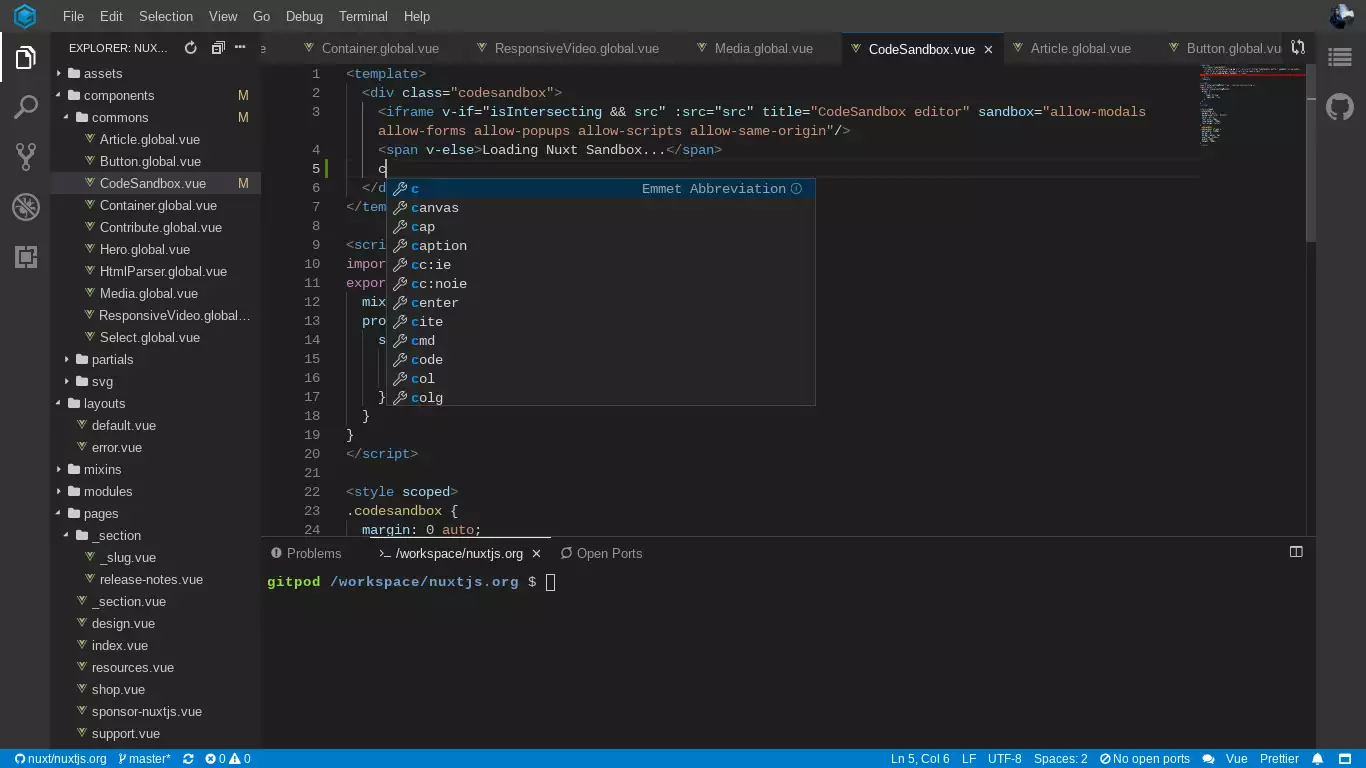 File Edit Selection View Go Debug Terminal Help
EXPLORER: NUX...
e Container.global.vue ResponsiveVideo.global.vue Media.global.vue CodeSandbox.vue × Article.global.vue Button.global.vu
assets
components M
commons M
Article.global.vue
Button.global.vue
CodeSandbox.vue M
Container.global.vue
Contribute.global.vue
Hero.global.vue
HtmlParser.global.vue
Media.global.vue
ResponsiveVideo.global...
Select.global.vue
partials
svg
layouts
default.vue
error.vue
mixins
modules
pages
_section
_slug.vue
release-notes.vue
_section.vue
design.vue
index.vue
resources.vue
shop.vue
sponsor-nuxtjs.vue
support.vue
1 <template>
2 <div class="codesandbox">
3 <iframe v-if="isIntersecting && src" :src="src" title="CodeSandbox editor" sandbox="allow-modals
allow-forms allow-popups allow-scripts allow-same-origin"/>
4 <span v-else>Loading Nuxt Sandbox...</span>
5 c
6 </d
7 </tem
8
9 <scri
10 impor
11 expor
12 mix
13 pro
14 s
15
16
17 }
18 }
19 }
20 </script>
21
22 <style scoped>
23 .codesandbox {
24 margin: 0 auto;
c Emmet Abbreviation
canvas
cap
caption
cc:ie
cc:noie
center
cite
cmd
code
col
colg
Problems /workspace/nuxtjs.org × Open Ports
gitpod /workspace/nuxtjs.org $
nuxt/nuxtjs.org master* 0 0 Ln 5, Col 6 LF UTF-8 Spaces: 2 No open ports Vue Prettier